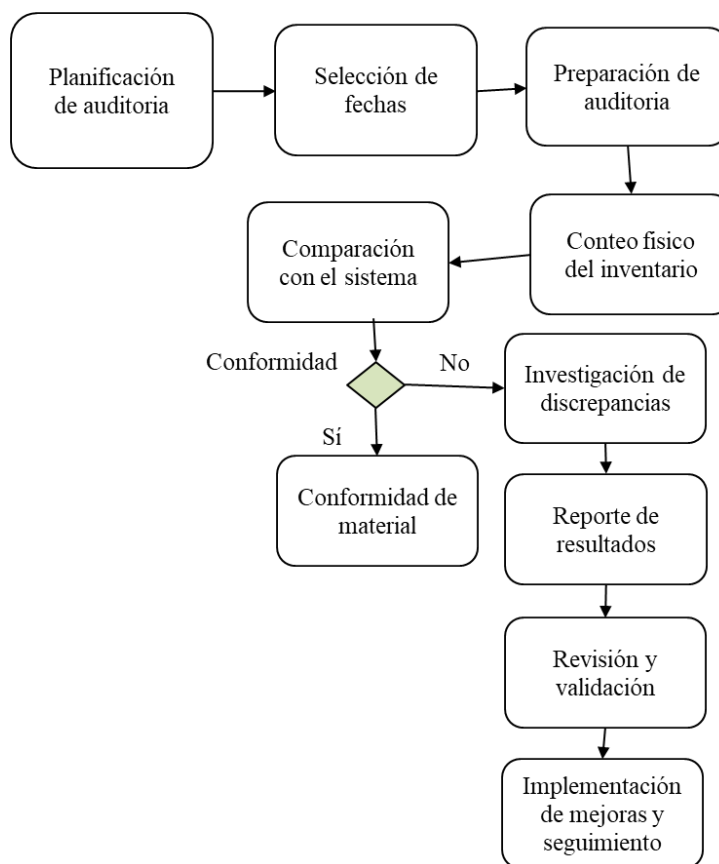 Planificación
de auditoria
Selección de
fechas
Preparación de
auditoria
Conteo físico
del inventario
Comparación
con el sistema
Conformidad
No
Investigación de
discrepancias
Sí
Conformidad de
material
Reporte de
resultados
Revisión y
validación
Implementación
de mejoras y
seguimiento